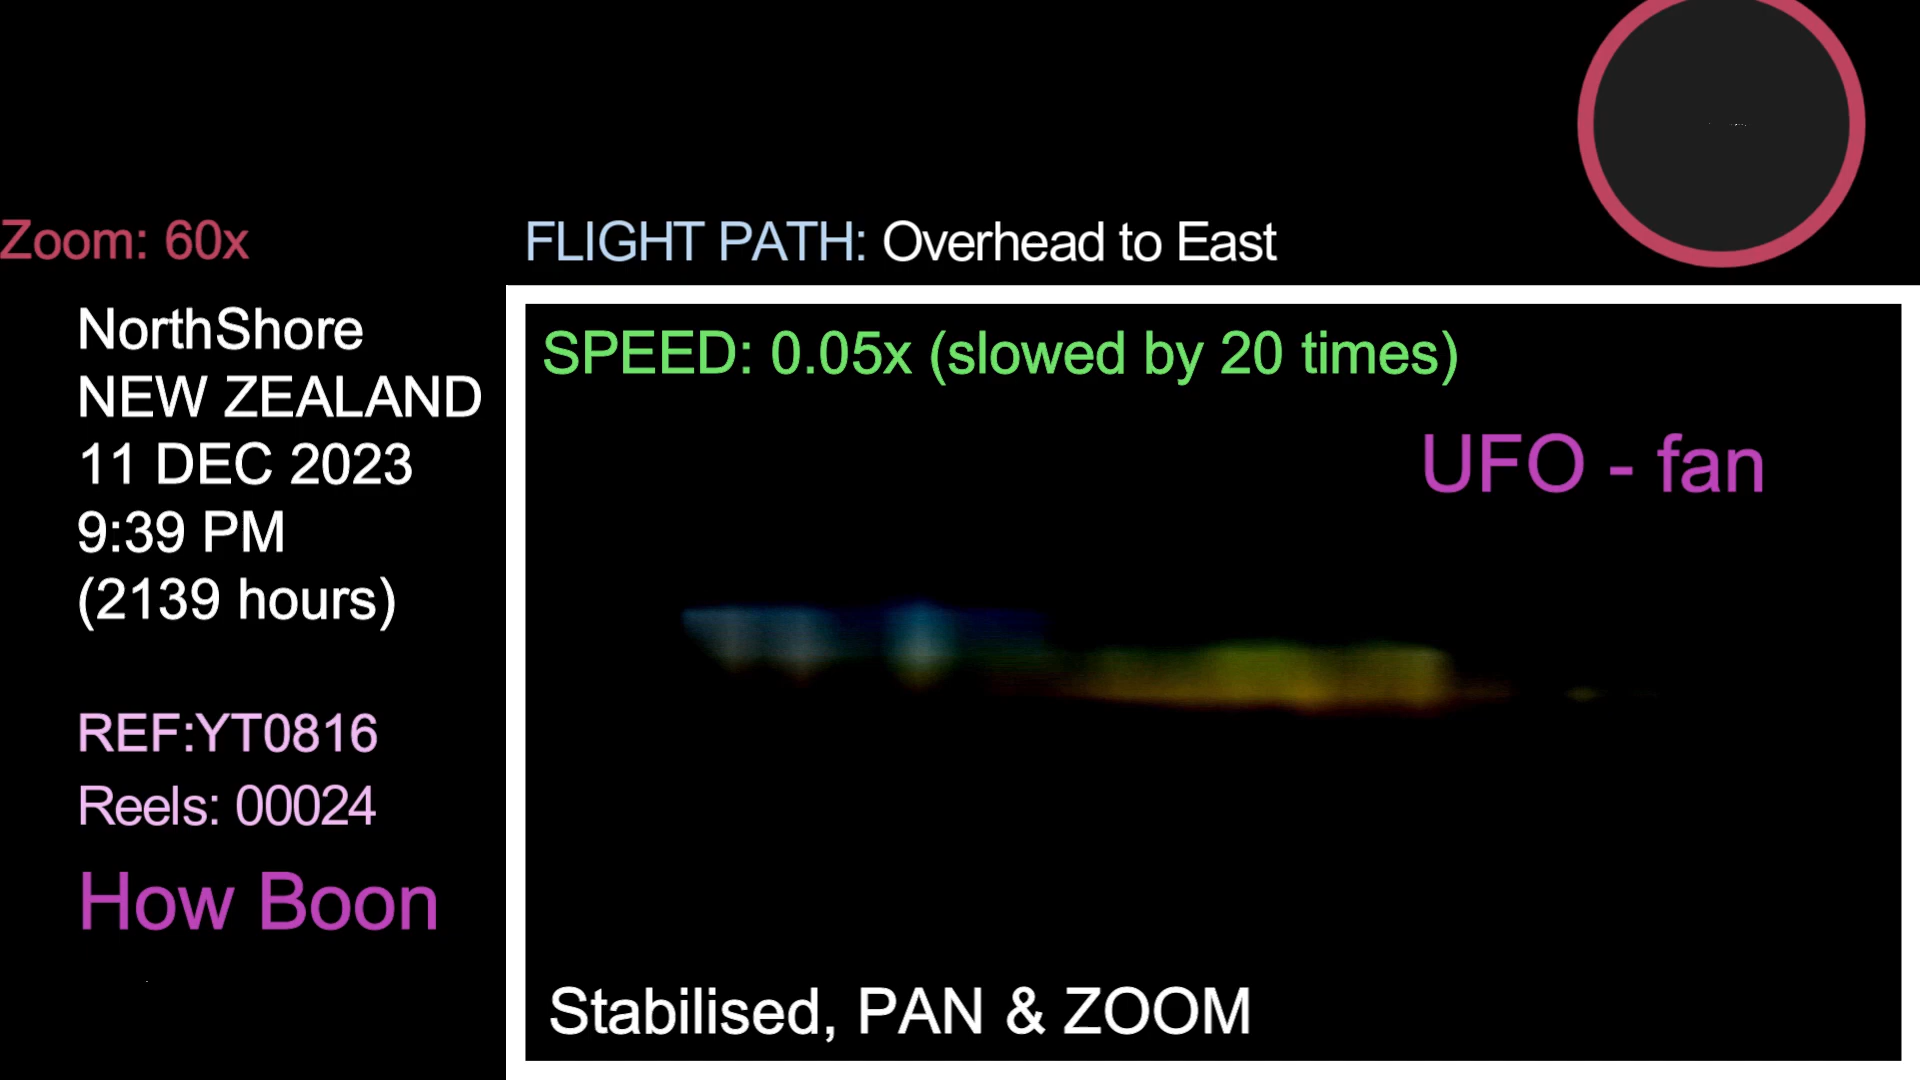 Zoom: 60x
FLIGHT PATH: Overhead to East
NorthShore
NEW ZEALAND
11 DEC 2023
9:39 PM
(2139 hours)
REF:YT0816
Reels: 00024
How Boon
SPEED: 0.05x (slowed by 20 times)
UFO - fan
Stabilised, PAN & ZOOM